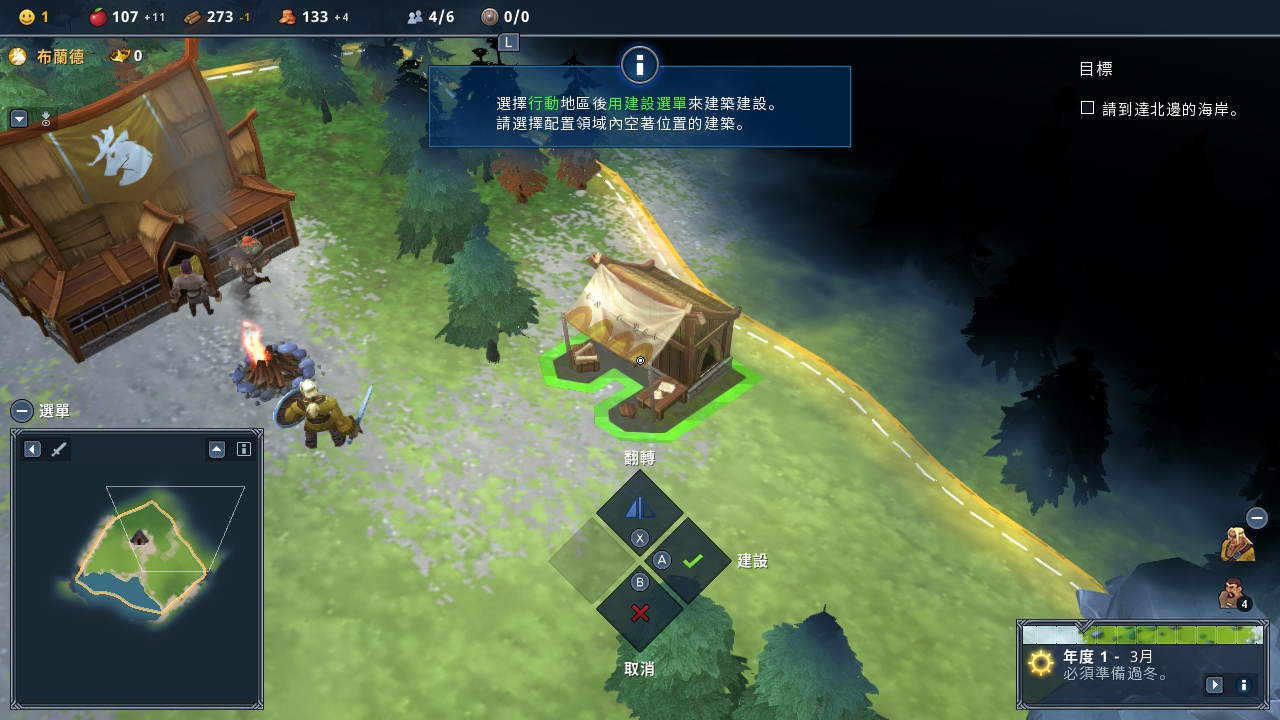 1
107 +11
273 -1
133 +4
4/6
0/0
L
布蘭德
0
選擇行動地區後用建設選單來建築建設。
請選擇配置領域內空著位置的建築。
目標
請到達北邊的海岸。
選單
翻轉
X
A
建設
B
取消
4
年度 1 - 3月
必須準備過冬。